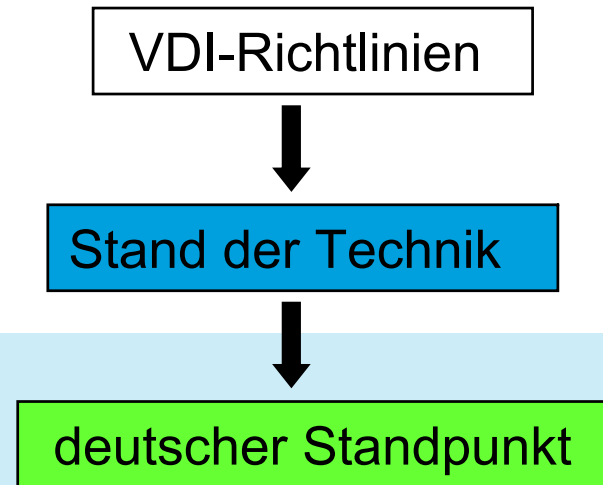 VDI-Richtlinien
Stand der Technik
deutscher Standpunkt